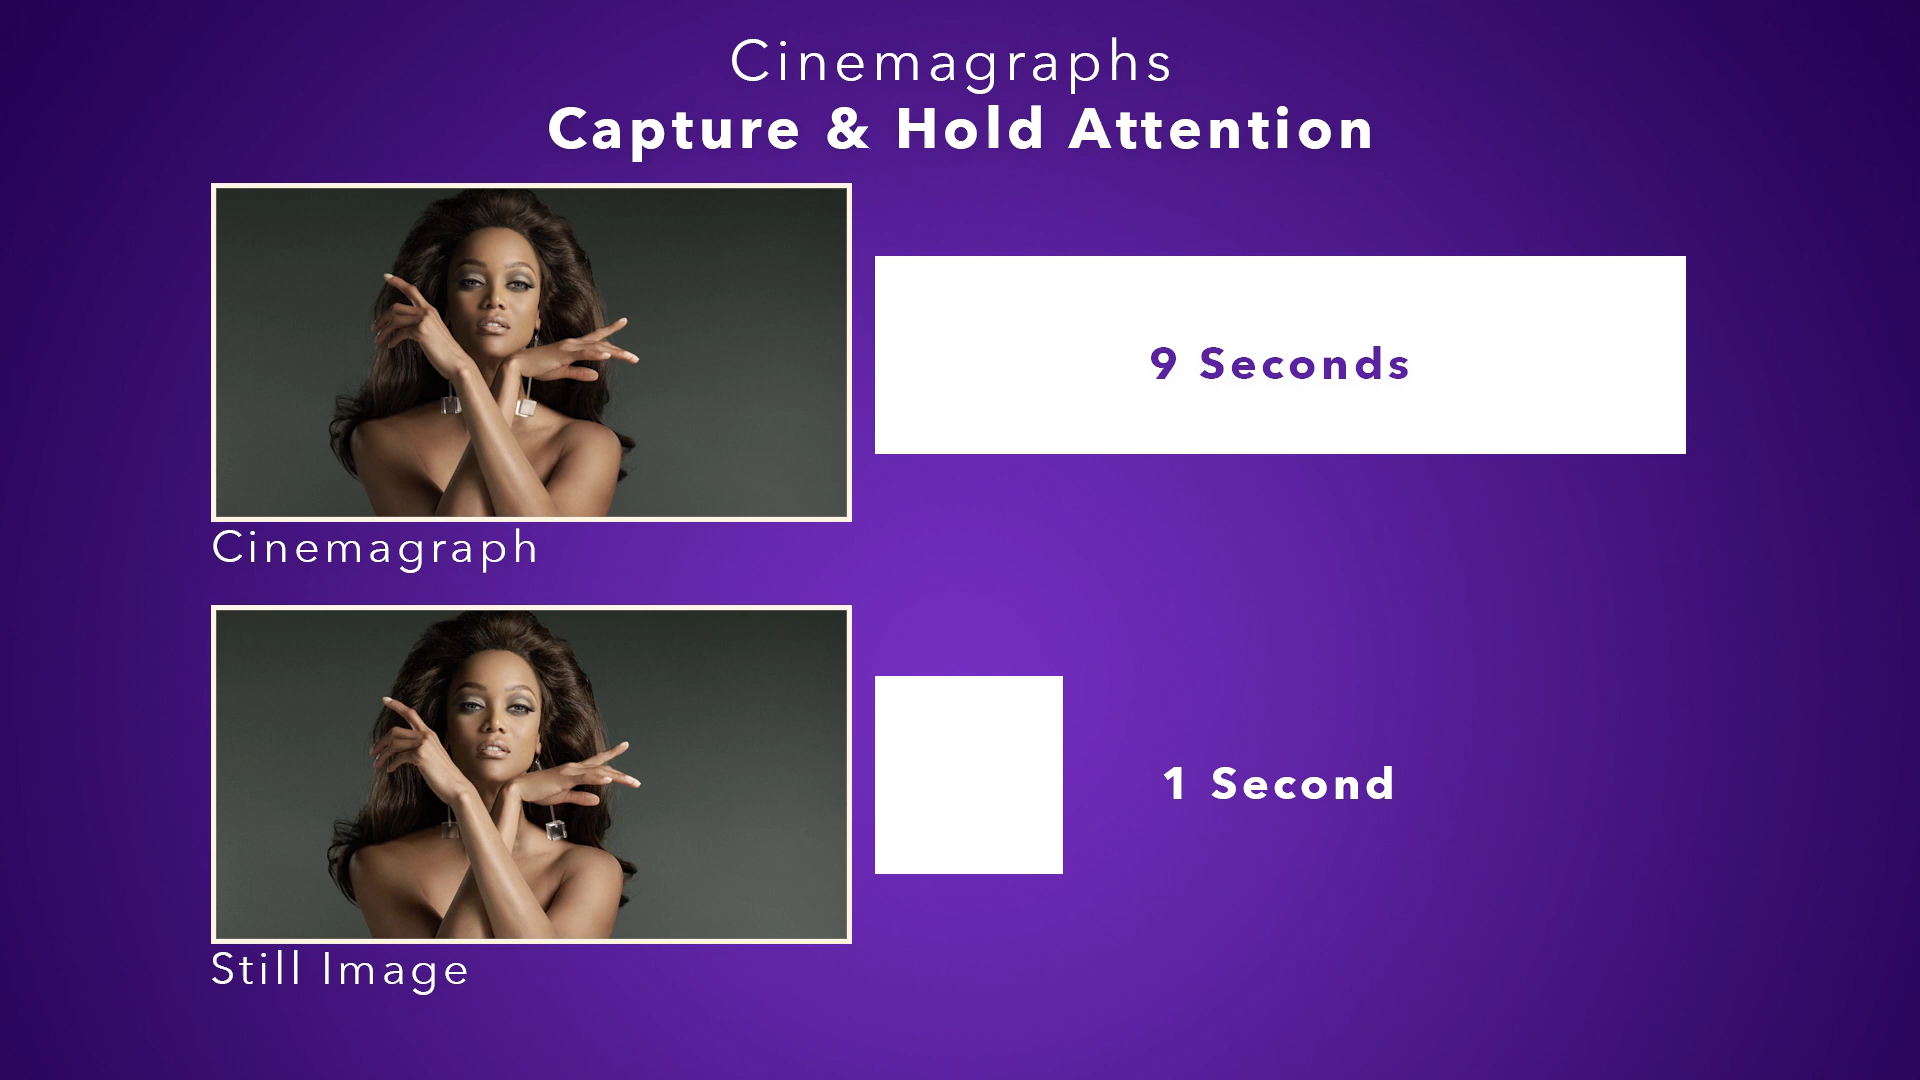 Cinemagraphs
Capture & Hold Attention
9 Seconds
Cinemagraph
1 Second
Still Image